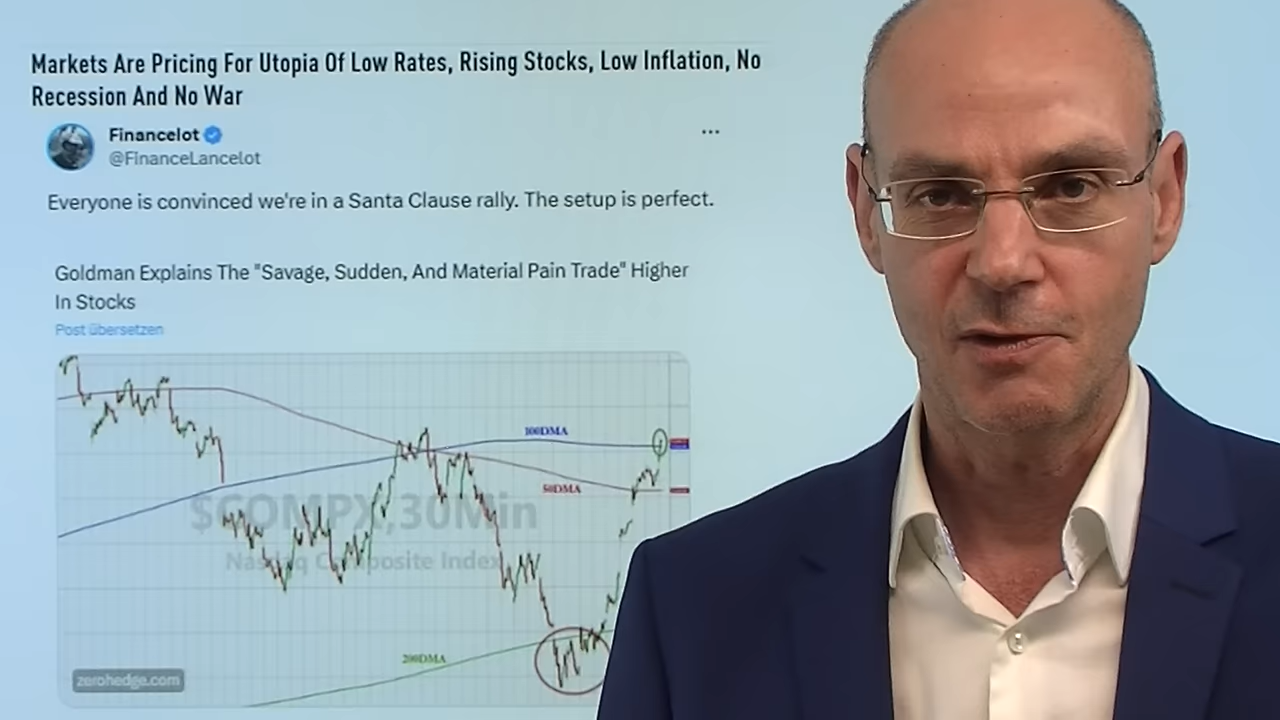 Markets Are Pricing For Utopia Of Low Rates, Rising Stocks, Low Inflation, No
Recession And No War
Financelot
@FinanceLancelot
Everyone is convinced we're in a Santa Clause rally. The setup is perfect.
Goldman Explains The "Savage, Sudden, And Material Pain Trade" Higher
In Stocks
Post übersetzen
100DMA
50DMA
$COMPX,30Min
Nasdaq Composite Index
200DMA
zerohedge.com